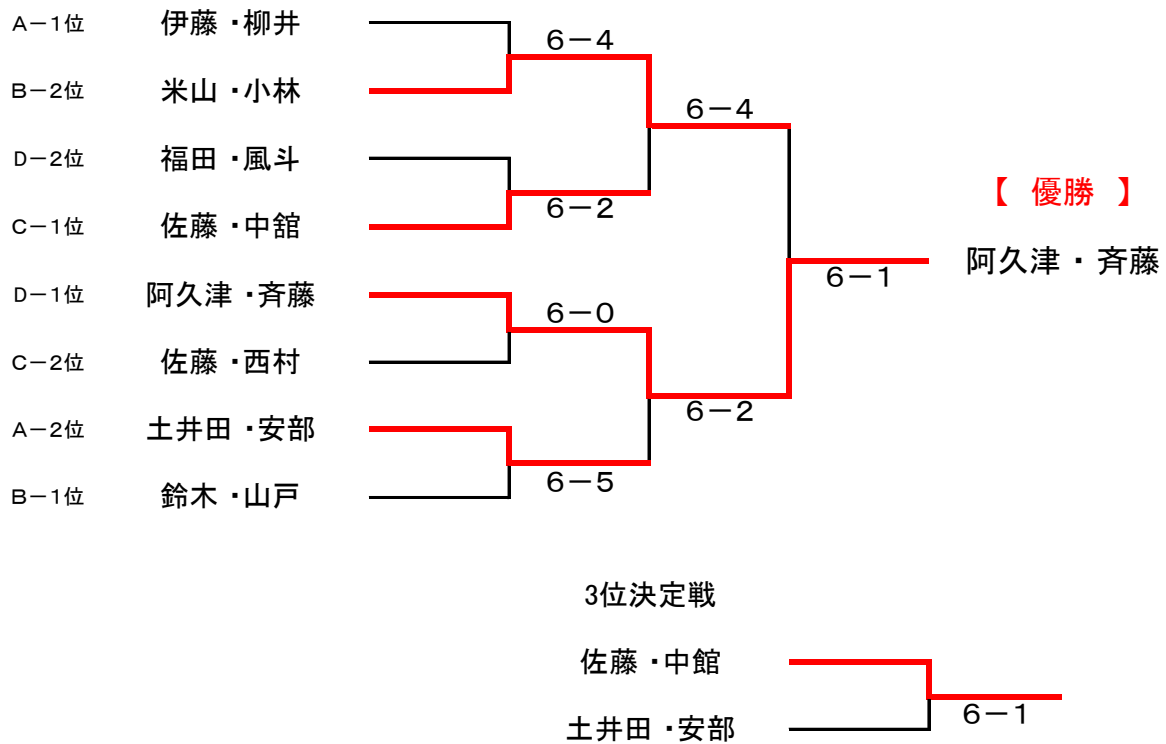 A－1位 伊藤・柳井
6－4
B－2位 米山・小林
6－4
D－2位 福田・風斗
【 優勝 】
6－2
C－1位 佐藤・中舘
阿久津・斉藤
6－1
D－1位 阿久津・斉藤
6－0
C－2位 佐藤・西村
6－2
A－2位 土井田・安部
6－5
B－1位 鈴木・山戸
3位決定戦
佐藤・中館
6－1
土井田・安部